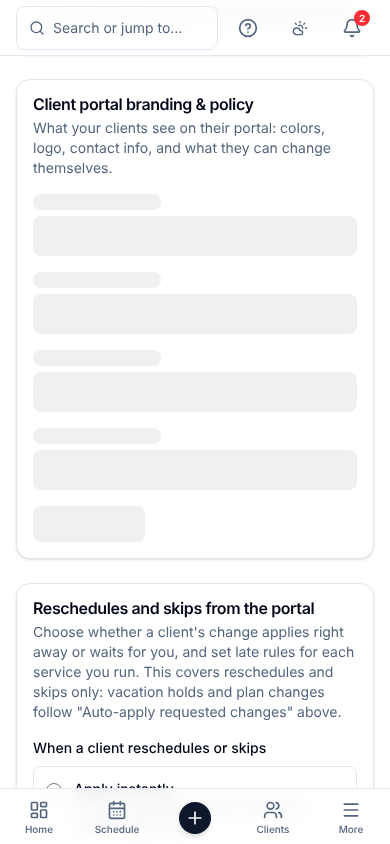 Search or jump to...
2
Client portal branding & policy
What your clients see on their portal: colors,
logo, contact info, and what they can change
themselves.
Reschedules and skips from the portal
Choose whether a client's change applies right
away or waits for you, and set late rules for each
service you run. This covers reschedules and
skips only: vacation holds and plan changes
follow "Auto-apply requested changes" above.
When a client reschedules or skips
Apply instantly
Home
Schedule
Clients
More